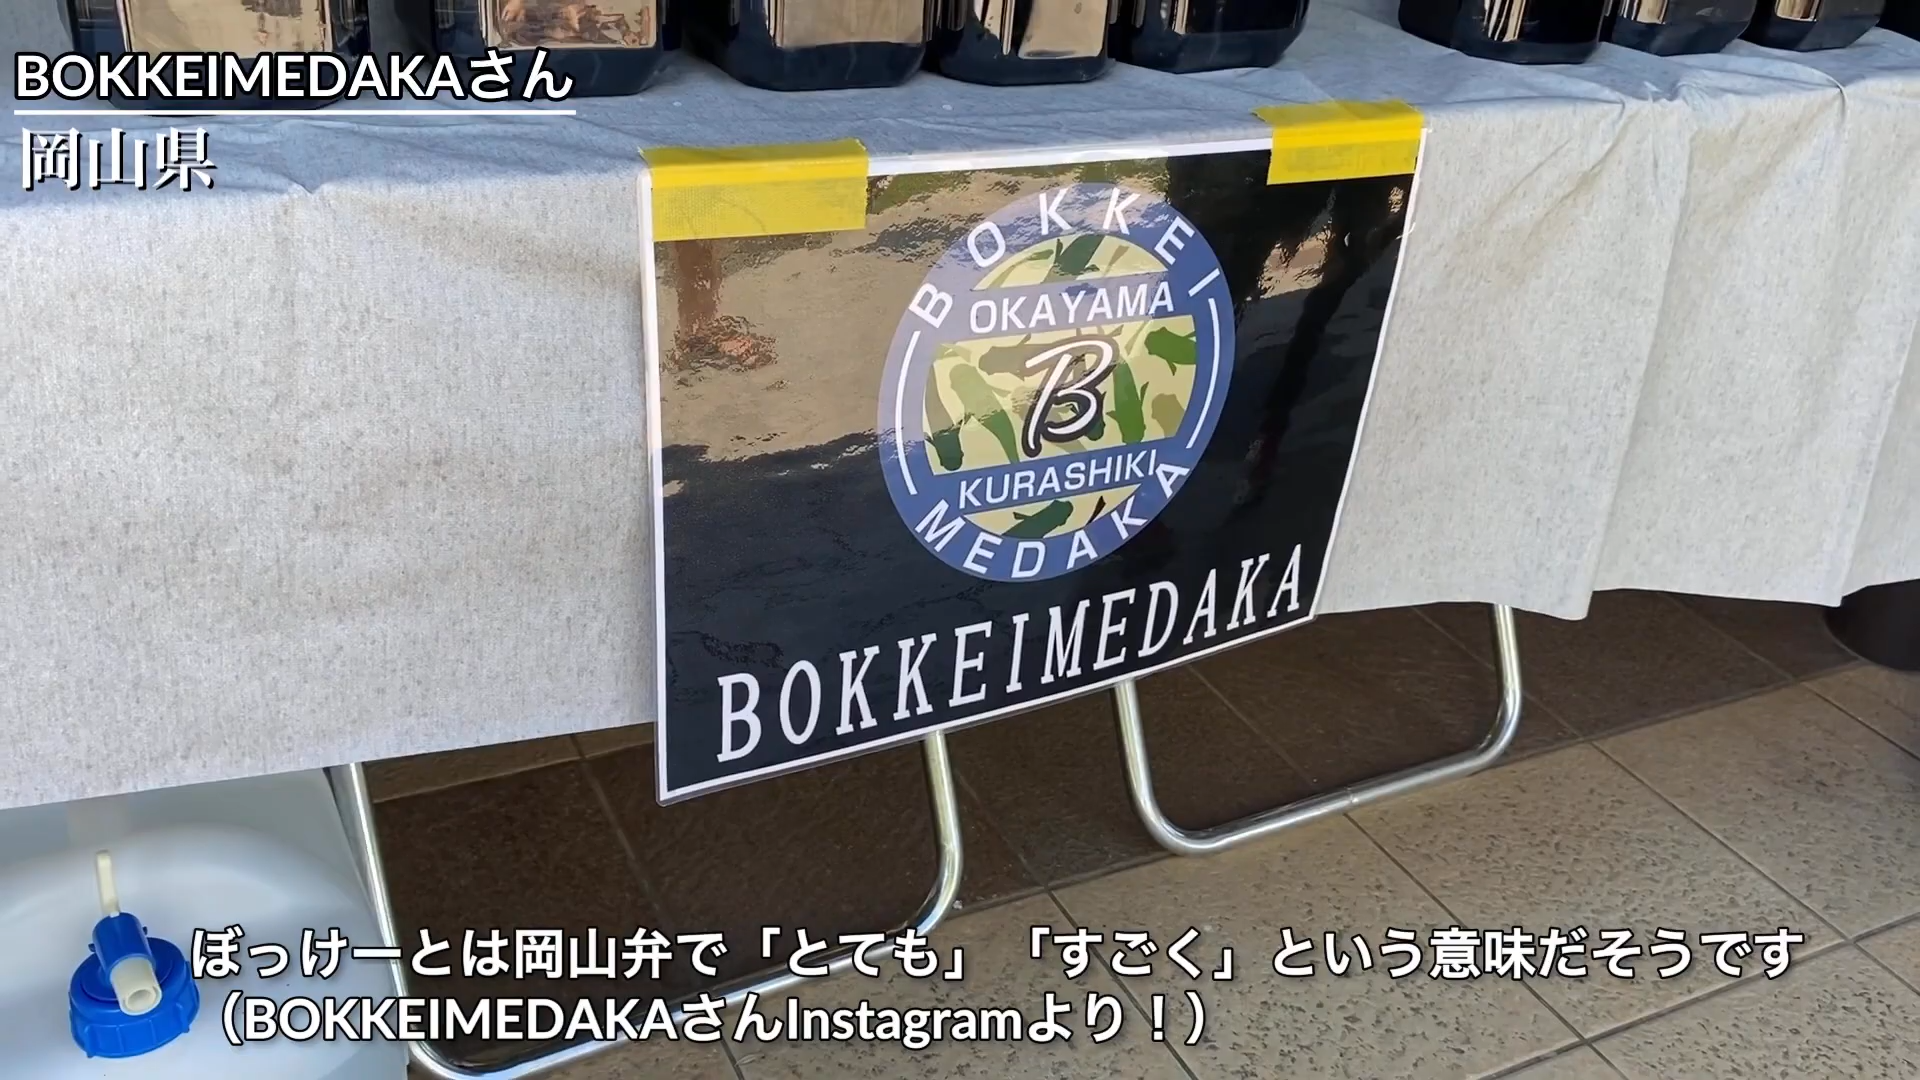 BOKKEIMEDAKAさん
岡山県
BOKKEI
OKAYAMA
B
KURASHIKI
MEDAKA
BOKKEIMEDAKA
ぼっけーとは岡山弁で「とても」「すごく」という意味だそうです
（BOKKEIMEDAKAさんInstagramより！）